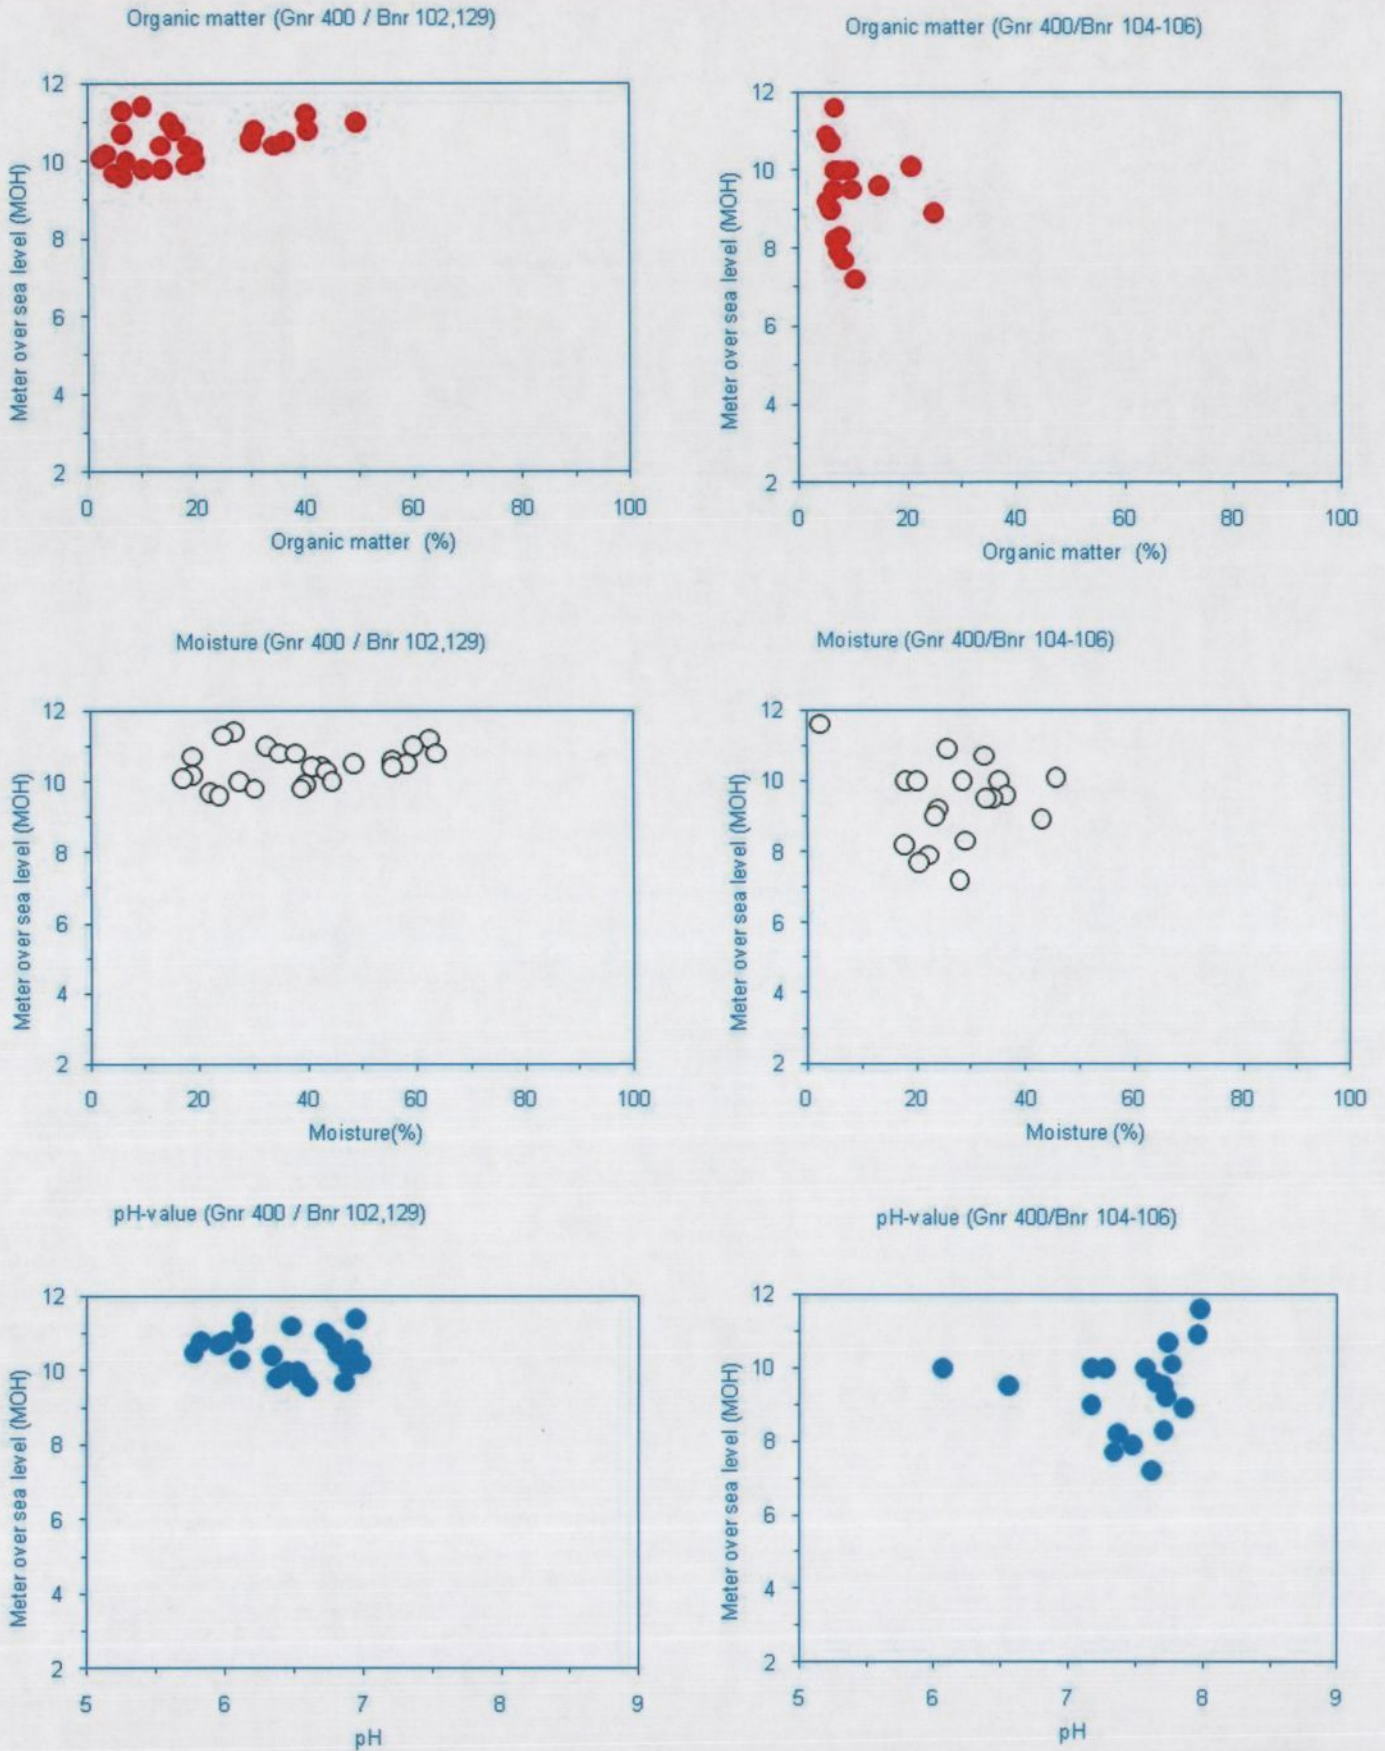 Organic matter (Gnr 400 / Bnr 102,129)
Meter over sea level (MOH)
12
10
8
6
4
2
0 20 40 60 80 100
Organic matter (%)
Organic matter (Gnr 400/Bnr 104-106)
Meter over sea level (MOH)
12
10
8
6
4
2
0 20 40 60 80 100
Organic matter (%)
Moisture (Gnr 400 / Bnr 102,129)
Meter over sea level (MOH)
12
10
8
6
4
2
0 20 40 60 80 100
Moisture(%)
Moisture (Gnr 400/Bnr 104-106)
Meter over sea level (MOH)
12
10
8
6
4
2
0 20 40 60 80 100
Moisture (%)
pH-value (Gnr 400 / Bnr 102,129)
Meter over sea level (MOH)
12
10
8
6
4
2
5 6 7 8 9
pH
pH-value (Gnr 400/Bnr 104-106)
Meter over sea level (MOH)
12
10
8
6
4
2
5 6 7 8 9
pH